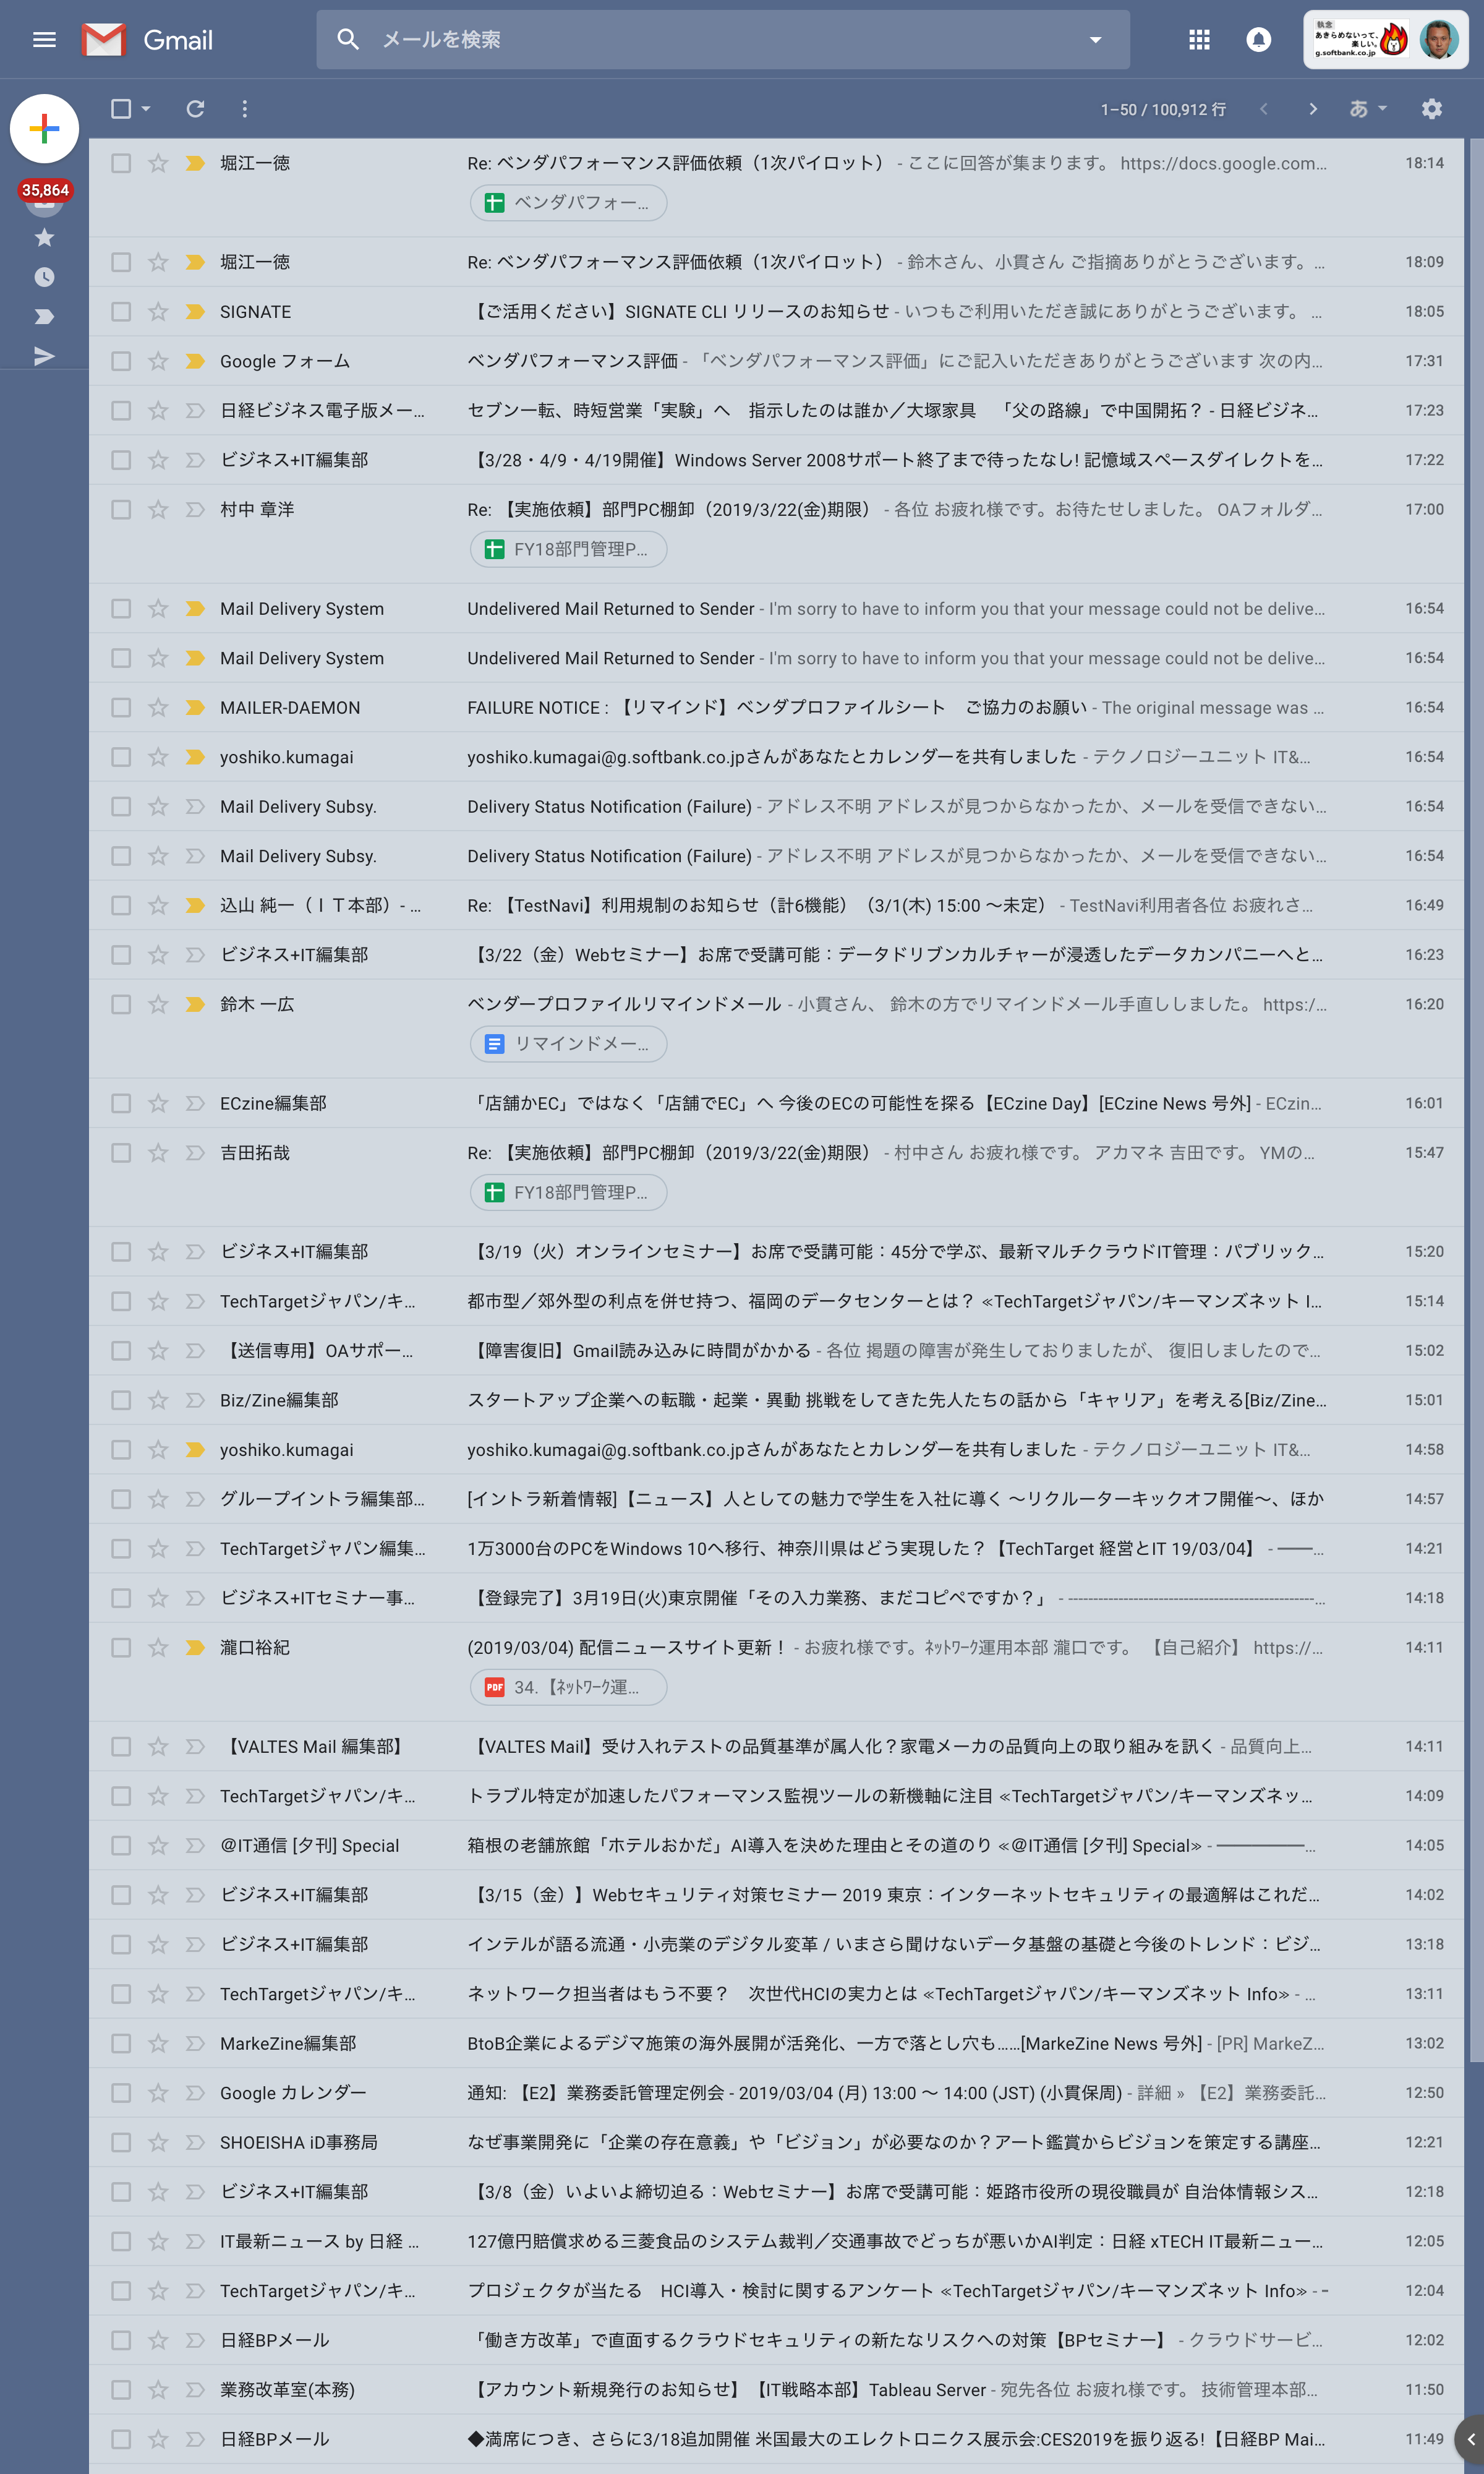 Gmail
メールを検索
執念
あきらめないって、
楽しい。
g.softbank.co.jp
1–50 / 100,912 行
あ
35,864
堀江一徳 Re: ベンダパフォーマンス評価依頼（1次パイロット） - ここに回答が集まります。 https://docs.google.com… 18:14
ベンダパフォー…
堀江一徳 Re: ベンダパフォーマンス評価依頼（1次パイロット） - 鈴木さん、小貫さん ご指摘ありがとうございます。… 18:09
SIGNATE 【ご活用ください】SIGNATE CLI リリースのお知らせ - いつもご利用いただき誠にありがとうございます。 … 18:05
Google フォーム ベンダパフォーマンス評価 - 「ベンダパフォーマンス評価」にご記入いただきありがとうございます 次の内… 17:31
日経ビジネス電子版メー… セブン一転、時短営業「実験」へ　指示したのは誰か／大塚家具　「父の路線」で中国開拓？ - 日経ビジネ… 17:23
ビジネス+IT編集部 【3/28・4/9・4/19開催】Windows Server 2008サポート終了まで待ったなし! 記憶域スペースダイレクトを… 17:22
村中 章洋 Re: 【実施依頼】部門PC棚卸（2019/3/22(金)期限） - 各位 お疲れ様です。お待たせしました。 OAフォルダ… 17:00
FY18部門管理P…
Mail Delivery System Undelivered Mail Returned to Sender - I'm sorry to have to inform you that your message could not be delive… 16:54
Mail Delivery System Undelivered Mail Returned to Sender - I'm sorry to have to inform you that your message could not be delive… 16:54
MAILER-DAEMON FAILURE NOTICE : 【リマインド】ベンダプロファイルシート　ご協力のお願い - The original message was … 16:54
yoshiko.kumagai yoshiko.kumagai@g.softbank.co.jpさんがあなたとカレンダーを共有しました - テクノロジーユニット IT&… 16:54
Mail Delivery Subsy. Delivery Status Notification (Failure) - アドレス不明 アドレスが見つからなかったか、メールを受信できない… 16:54
Mail Delivery Subsy. Delivery Status Notification (Failure) - アドレス不明 アドレスが見つからなかったか、メールを受信できない… 16:54
込山 純一（ＩＴ本部）- … Re: 【TestNavi】利用規制のお知らせ（計6機能）（3/1(木) 15:00 〜未定） - TestNavi利用者各位 お疲れさ… 16:49
ビジネス+IT編集部 【3/22（金）Webセミナー】お席で受講可能：データドリブンカルチャーが浸透したデータカンパニーへと… 16:23
鈴木 一広 ベンダープロファイルリマインドメール - 小貫さん、 鈴木の方でリマインドメール手直ししました。 https:/… 16:20
リマインドメー…
ECzine編集部 「店舗かEC」ではなく「店舗でEC」へ 今後のECの可能性を探る【ECzine Day】[ECzine News 号外] - ECzin… 16:01
吉田拓哉 Re: 【実施依頼】部門PC棚卸（2019/3/22(金)期限） - 村中さん お疲れ様です。 アカマネ 吉田です。 YMの… 15:47
FY18部門管理P…
ビジネス+IT編集部 【3/19（火）オンラインセミナー】お席で受講可能：45分で学ぶ、最新マルチクラウドIT管理：パブリック… 15:20
TechTargetジャパン/キ… 都市型／郊外型の利点を併せ持つ、福岡のデータセンターとは？ ≪TechTargetジャパン/キーマンズネット I… 15:14
【送信専用】OAサポー… 【障害復旧】Gmail読み込みに時間がかかる - 各位 掲題の障害が発生しておりましたが、 復旧しましたので… 15:02
Biz/Zine編集部 スタートアップ企業への転職・起業・異動 挑戦をしてきた先人たちの話から「キャリア」を考える[Biz/Zine… 15:01
yoshiko.kumagai yoshiko.kumagai@g.softbank.co.jpさんがあなたとカレンダーを共有しました - テクノロジーユニット IT&… 14:58
グループイントラ編集部… [イントラ新着情報]【ニュース】人としての魅力で学生を入社に導く 〜リクルーターキックオフ開催〜、ほか 14:57
TechTargetジャパン編集… 1万3000台のPCをWindows 10へ移行、神奈川県はどう実現した？【TechTarget 経営とIT 19/03/04】 - ━━… 14:21
ビジネス+ITセミナー事… 【登録完了】3月19日(火)東京開催「その入力業務、まだコピペですか？」 - --------------------------------------------------… 14:18
瀧口裕紀 (2019/03/04) 配信ニュースサイト更新！ - お疲れ様です。ﾈｯﾄﾜｰｸ運用本部 瀧口です。 【自己紹介】 https://… 14:11
34.【ﾈｯﾄﾜｰｸ運…
【VALTES Mail 編集部】 【VALTES Mail】受け入れテストの品質基準が属人化？家電メーカの品質向上の取り組みを訊く - 品質向上… 14:11
TechTargetジャパン/キ… トラブル特定が加速したパフォーマンス監視ツールの新機軸に注目 ≪TechTargetジャパン/キーマンズネッ… 14:09
＠IT通信 [夕刊] Special 箱根の老舗旅館「ホテルおかだ」AI導入を決めた理由とその道のり ≪＠IT通信 [夕刊] Special≫ - ━━━━━… 14:05
ビジネス+IT編集部 【3/15（金）】Webセキュリティ対策セミナー 2019 東京：インターネットセキュリティの最適解はこれだ… 14:02
ビジネス+IT編集部 インテルが語る流通・小売業のデジタル変革 / いまさら聞けないデータ基盤の基礎と今後のトレンド：ビジ… 13:18
TechTargetジャパン/キ… ネットワーク担当者はもう不要？　次世代HCIの実力とは ≪TechTargetジャパン/キーマンズネット Info≫ - … 13:11
MarkeZine編集部 BtoB企業によるデジマ施策の海外展開が活発化、一方で落とし穴も……[MarkeZine News 号外] - [PR] MarkeZ… 13:02
Google カレンダー 通知: 【E2】業務委託管理定例会 - 2019/03/04 (月) 13:00 〜 14:00 (JST) (小貫保周) - 詳細 » 【E2】業務委託… 12:50
SHOEISHA iD事務局 なぜ事業開発に「企業の存在意義」や「ビジョン」が必要なのか？アート鑑賞からビジョンを策定する講座… 12:21
ビジネス+IT編集部 【3/8（金）いよいよ締切迫る：Webセミナー】お席で受講可能：姫路市役所の現役職員が 自治体情報シス… 12:18
IT最新ニュース by 日経 … 127億円賠償求める三菱食品のシステム裁判／交通事故でどっちが悪いかAI判定：日経 xTECH IT最新ニュー… 12:05
TechTargetジャパン/キ… プロジェクタが当たる　HCI導入・検討に関するアンケート ≪TechTargetジャパン/キーマンズネット Info≫ - - 12:04
日経BPメール 「働き方改革」で直面するクラウドセキュリティの新たなリスクへの対策【BPセミナー】 - クラウドサービ… 12:02
業務改革室(本務) 【アカウント新規発行のお知らせ】【IT戦略本部】Tableau Server - 宛先各位 お疲れ様です。 技術管理本部… 11:50
日経BPメール ◆満席につき、さらに3/18追加開催 米国最大のエレクトロニクス展示会:CES2019を振り返る!【日経BP Mai… 11:49